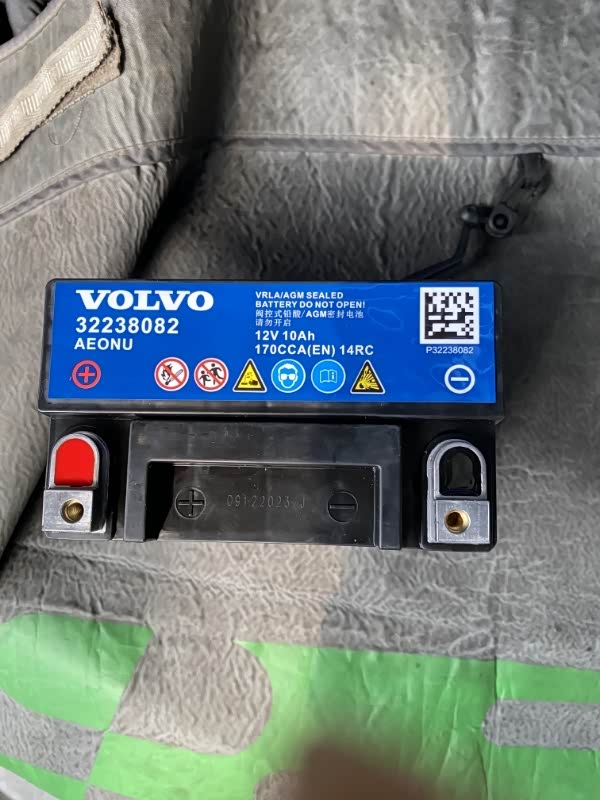 VOLVO
32238082
AEONU
VRLA/AGM SEALED
BATTERY DO NOT OPEN!
阀控式铅酸/AGM密封电池
请勿开启
12V 10Ah
170CCA(EN) 14RC
P32238082
09122023 J